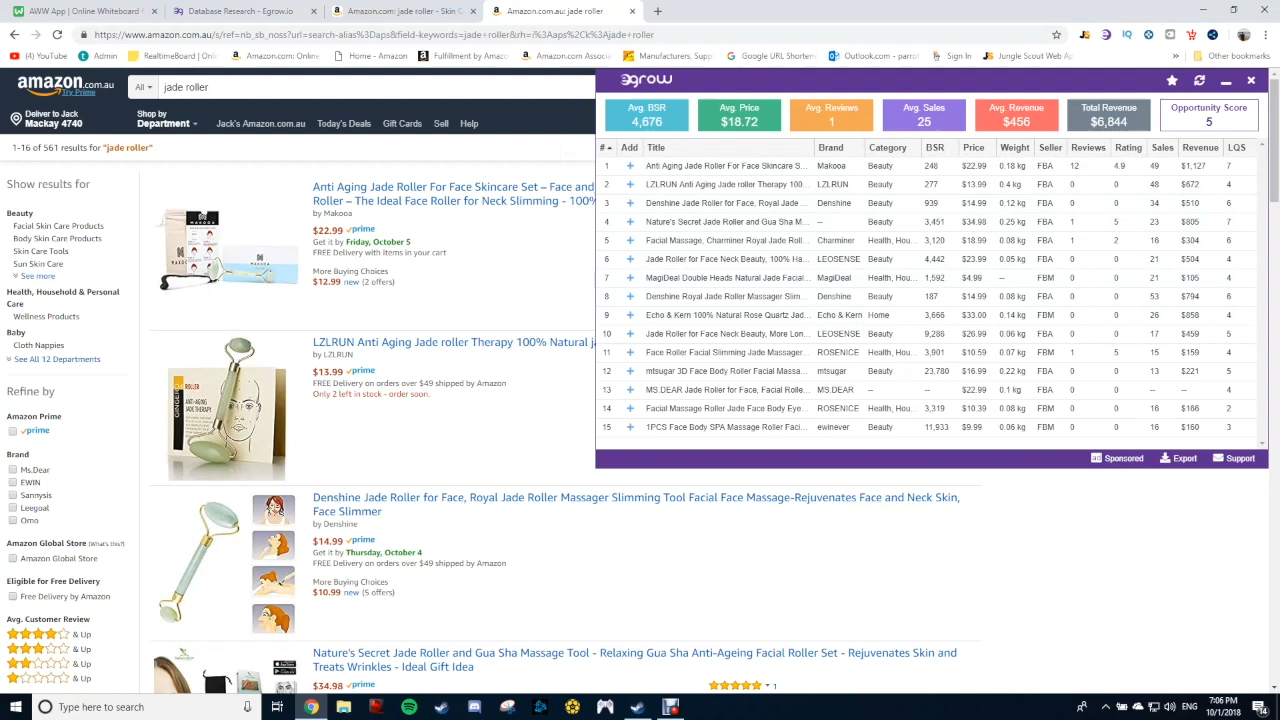 AWW App | Online Whiteboard
Database Research - Egrow.io
amazon.com.au: jade roller - Skin C
Amazon.com.au: jade roller
https://www.amazon.com.au/s/ref=nb_sb_noss?url=search-alias%3Daps&field-keywords=jade+roller&rh=i%3Aaps%2Ck%3Ajade+roller
(4) YouTube
Admin
RealtimeBoard | Onl
Amazon.com: Online
Home - Amazon
Fulfillment by Amazo
Amazon.com Associa
Manufacturers, Supp
Google URL Shortene
Outlook.com - parrot
Sign In
Jungle Scout Web Ap
Other bookmarks
amazon.com.au
Try Prime
All
jade roller
Deliver to Jack
Mackay 4740
Shop by
Department
Jack's Amazon.com.au
Today's Deals
Gift Cards
Sell
Help
1-16 of 561 results for "jade roller"
egrow
Avg. BSR
4,676
Avg. Price
$18.72
Avg. Reviews
1
Avg. Sales
25
Avg. Revenue
$456
Total Revenue
$6,844
Opportunity Score
5
# Add Title Brand Category BSR Price Weight Seller Reviews Rating Sales Revenue LQS
1 + Anti Aging Jade Roller For Face Skincare S... Makooa Beauty 248 $22.99 0.18 kg FBA 12 4.9 49 $1,127 7
2 + LZLRUN Anti Aging Jade roller Therapy 100... LZLRUN Beauty 277 $13.99 0.4 kg FBA 0 0 48 $672 4
3 + Denshine Jade Roller for Face, Royal Jade ... Denshine Beauty 939 $14.99 0.12 kg FBA 0 0 34 $510 6
4 + Nature's Secret Jade Roller and Gua Sha M... -- Beauty 3,451 $34.98 0.25 kg FBA 1 5 23 $805 7
5 + Facial Massage, Charminer Royal Jade Roll... Charminer Health, Hou... 3,120 $18.99 0.08 kg FBA 1 2 16 $304 6
6 + Jade Roller for Face Neck Beauty, 100% Ha... LEOSENSE Beauty 4,442 $23.99 0.05 kg FBA 0 0 21 $504 5
7 + MagiDeal Double Heads Natural Jade Facial... MagiDeal Health, Hou... 1,592 $4.99 -- FBM 0 0 21 $105 4
8 + Denshine Royal Jade Roller Massager Slim... Denshine Beauty 187 $14.99 0.08 kg FBA 0 0 53 $794 6
9 + Echo & Kern 100% Natural Rose Quartz Jad... Echo & Kern Home 3,666 $33.00 0.14 kg FBM 0 0 26 $858 4
10 + Jade Roller for Face Neck Beauty, More Lon... LEOSENSE Beauty 9,286 $26.99 0.06 kg FBA 0 0 17 $459 5
11 + Face Roller Facial Slimming Jade Massager... ROSENICE Health, Hou... 3,901 $10.59 0.07 kg FBM 1 5 15 $159 4
12 + mtsugar 3D Face Body Roller Facial Massa... mtsugar Beauty 23,780 $16.99 0.22 kg FBA 0 0 13 $221 5
13 + MS.DEAR Jade Roller for Face, Facial Rolle... MS.DEAR -- -- $22.99 0.1 kg FBA 0 0 -- -- 4
14 + Facial Massage Roller Jade Face Body Eye... ROSENICE Health, Hou... 3,319 $10.39 0.08 kg FBM 0 0 16 $166 2
15 + 1PCS Face Body SPA Massage Roller Faci... ewinever Beauty 11,933 $9.99 0.06 kg FBM 0 0 16 $160 3
Sponsored
Export
Support
Show results for
Beauty
Facial Skin Care Products
Body Skin Care Products
Skin Care Tools
Sun Skin Care
See more
Health, Household & Personal
Care
Wellness Products
Baby
Cloth Nappies
See All 12 Departments
Refine by
Amazon Prime
prime
Brand
Ms.Dear
EWIN
Sannysis
Leegoal
Omo
Amazon Global Store (What's this?)
Amazon Global Store
Eligible for Free Delivery
Free Delivery by Amazon
Avg. Customer Review
& Up
& Up
& Up
& Up
Anti Aging Jade Roller For Face Skincare Set – Face and
Roller – The Ideal Face Roller for Neck Slimming - 100%
by Makooa
$22.99 prime
Get it by Friday, October 5
FREE Delivery with items in your cart
More Buying Choices
$12.99 new (2 offers)
MAKOOA
MAKOOA
LZLRUN Anti Aging Jade roller Therapy 100% Natural ja
by LZLRUN
$13.99 prime
FREE Delivery on orders over $49 shipped by Amazon
Only 2 left in stock - order soon.
GINGER
ROLLER
ANTI-AGING
JADE THERAPY
Denshine Jade Roller for Face, Royal Jade Roller Massager Slimming Tool Facial Face Massage-Rejuvenates Face and Neck Skin,
Face Slimmer
by Denshine
$14.99 prime
Get it by Thursday, October 4
FREE Delivery on orders over $49 shipped by Amazon
More Buying Choices
$10.99 new (5 offers)
Nature's Secret Jade Roller and Gua Sha Massage Tool - Relaxing Gua Sha Anti-Ageing Facial Roller Set - Rejuvenates Skin and
Treats Wrinkles - Ideal Gift Idea
$34.98 prime
1
Type here to search
ENG
7:06 PM
10/1/2018
14